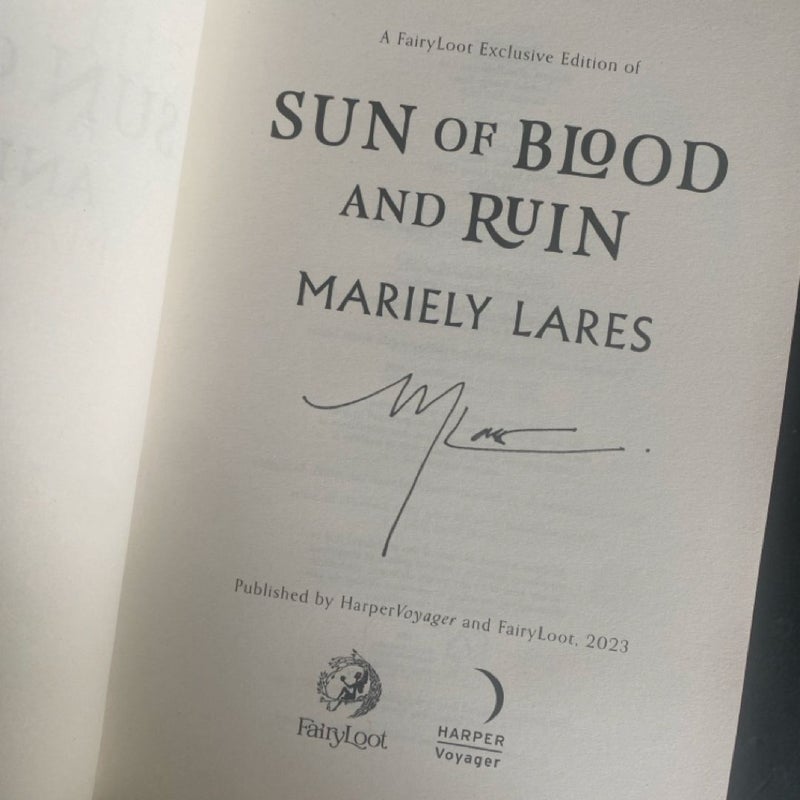 A FairyLoot Exclusive Edition of
SUN OF BLOOD
AND RUIN
MARIELY LARES
Published by HarperVoyager and FairyLoot, 2023
FairyLoot
HARPER
Voyager